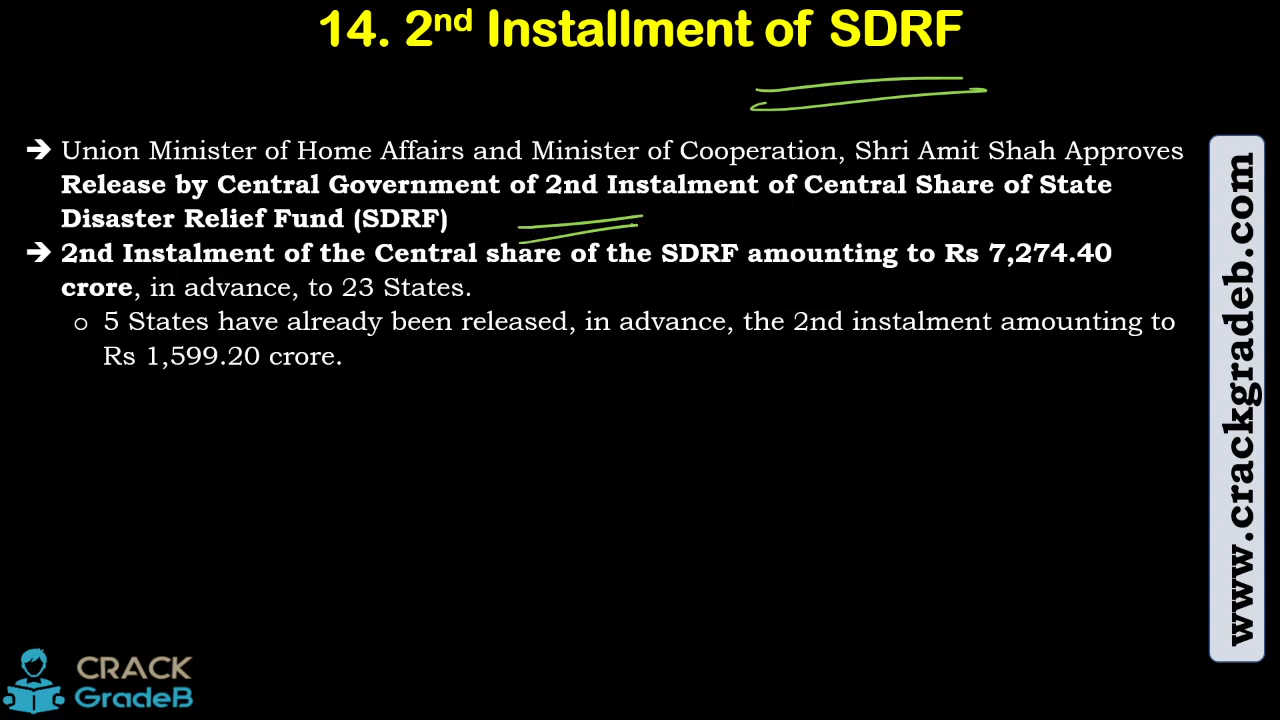 14. 2nd Installment of SDRF
➔ Union Minister of Home Affairs and Minister of Cooperation, Shri Amit Shah Approves
Release by Central Government of 2nd Instalment of Central Share of State
Disaster Relief Fund (SDRF)
➔ 2nd Instalment of the Central share of the SDRF amounting to Rs 7,274.40
crore, in advance, to 23 States.
o 5 States have already been released, in advance, the 2nd instalment amounting to
Rs 1,599.20 crore.
www.crackgradeb.com
CRACK
GradeB